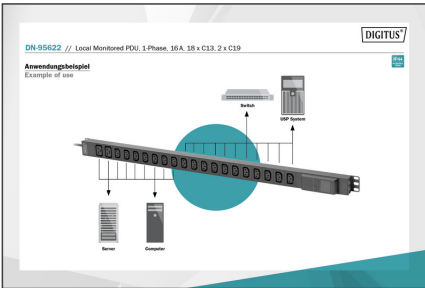 DIGITUS®
DN-95622 // Local Monitored PDU, 1-Phase, 16 A, 18 x C13, 2 x C19
Anwendungsbeispiel
Example of use
Switch
USP System
Server
Computer